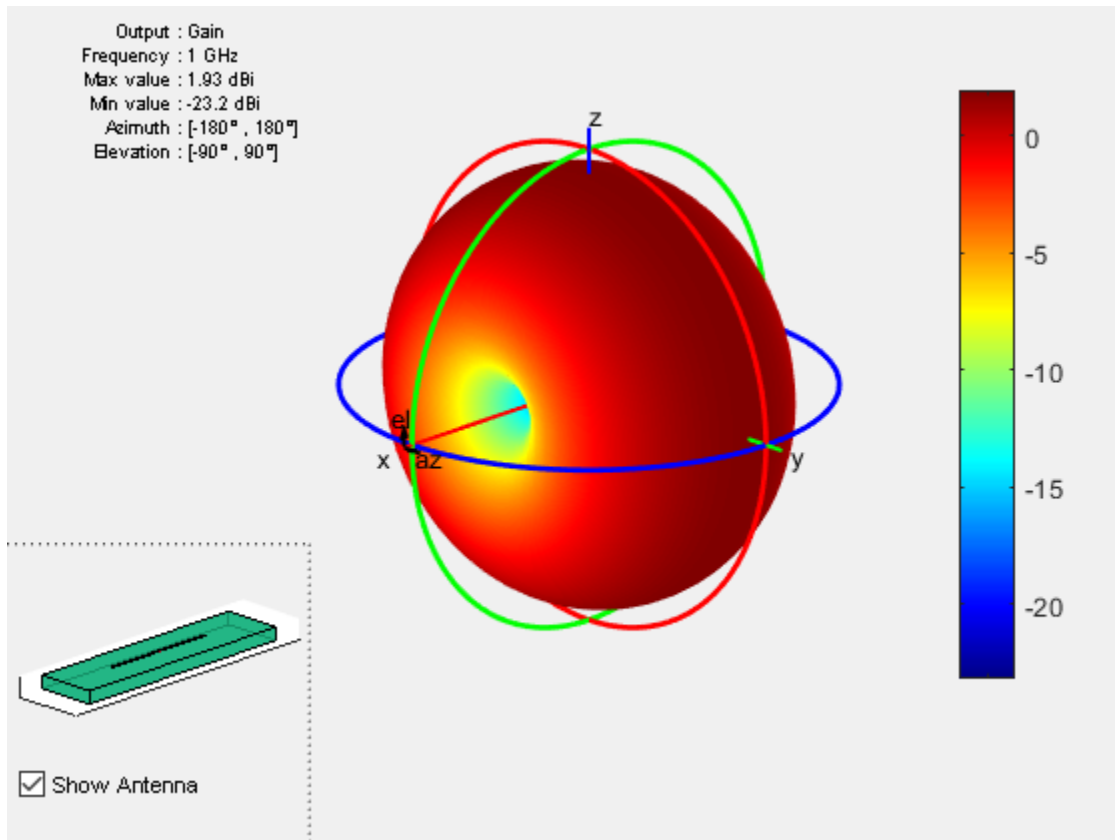 Output : Gain
Frequency : 1 GHz
Max value : 1.93 dBi
Min value : -23.2 dBi
Azimuth : [-180° , 180°]
Elevation : [-90° , 90°]
z
0
-5
-10
-15
-20
el
x
az
y
Show Antenna